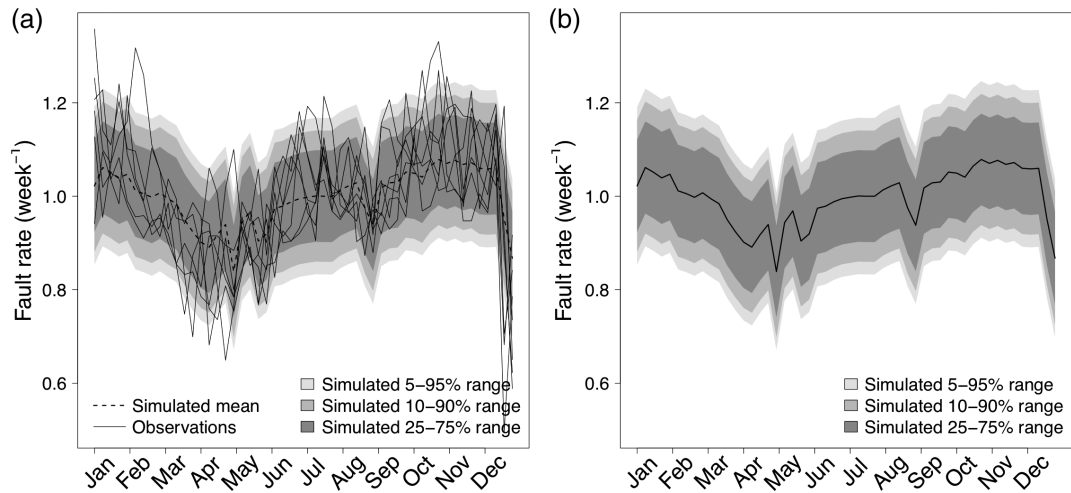 (a)
Fault rate (week⁻¹)
1.2
1.0
0.8
0.6
Simulated mean
Observations
Simulated 5–95% range
Simulated 10–90% range
Simulated 25–75% range
Jan Feb Mar Apr May Jun Jul Aug Sep Oct Nov Dec
(b)
Fault rate (week⁻¹)
1.2
1.0
0.8
0.6
Simulated 5–95% range
Simulated 10–90% range
Simulated 25–75% range
Jan Feb Mar Apr May Jun Jul Aug Sep Oct Nov Dec